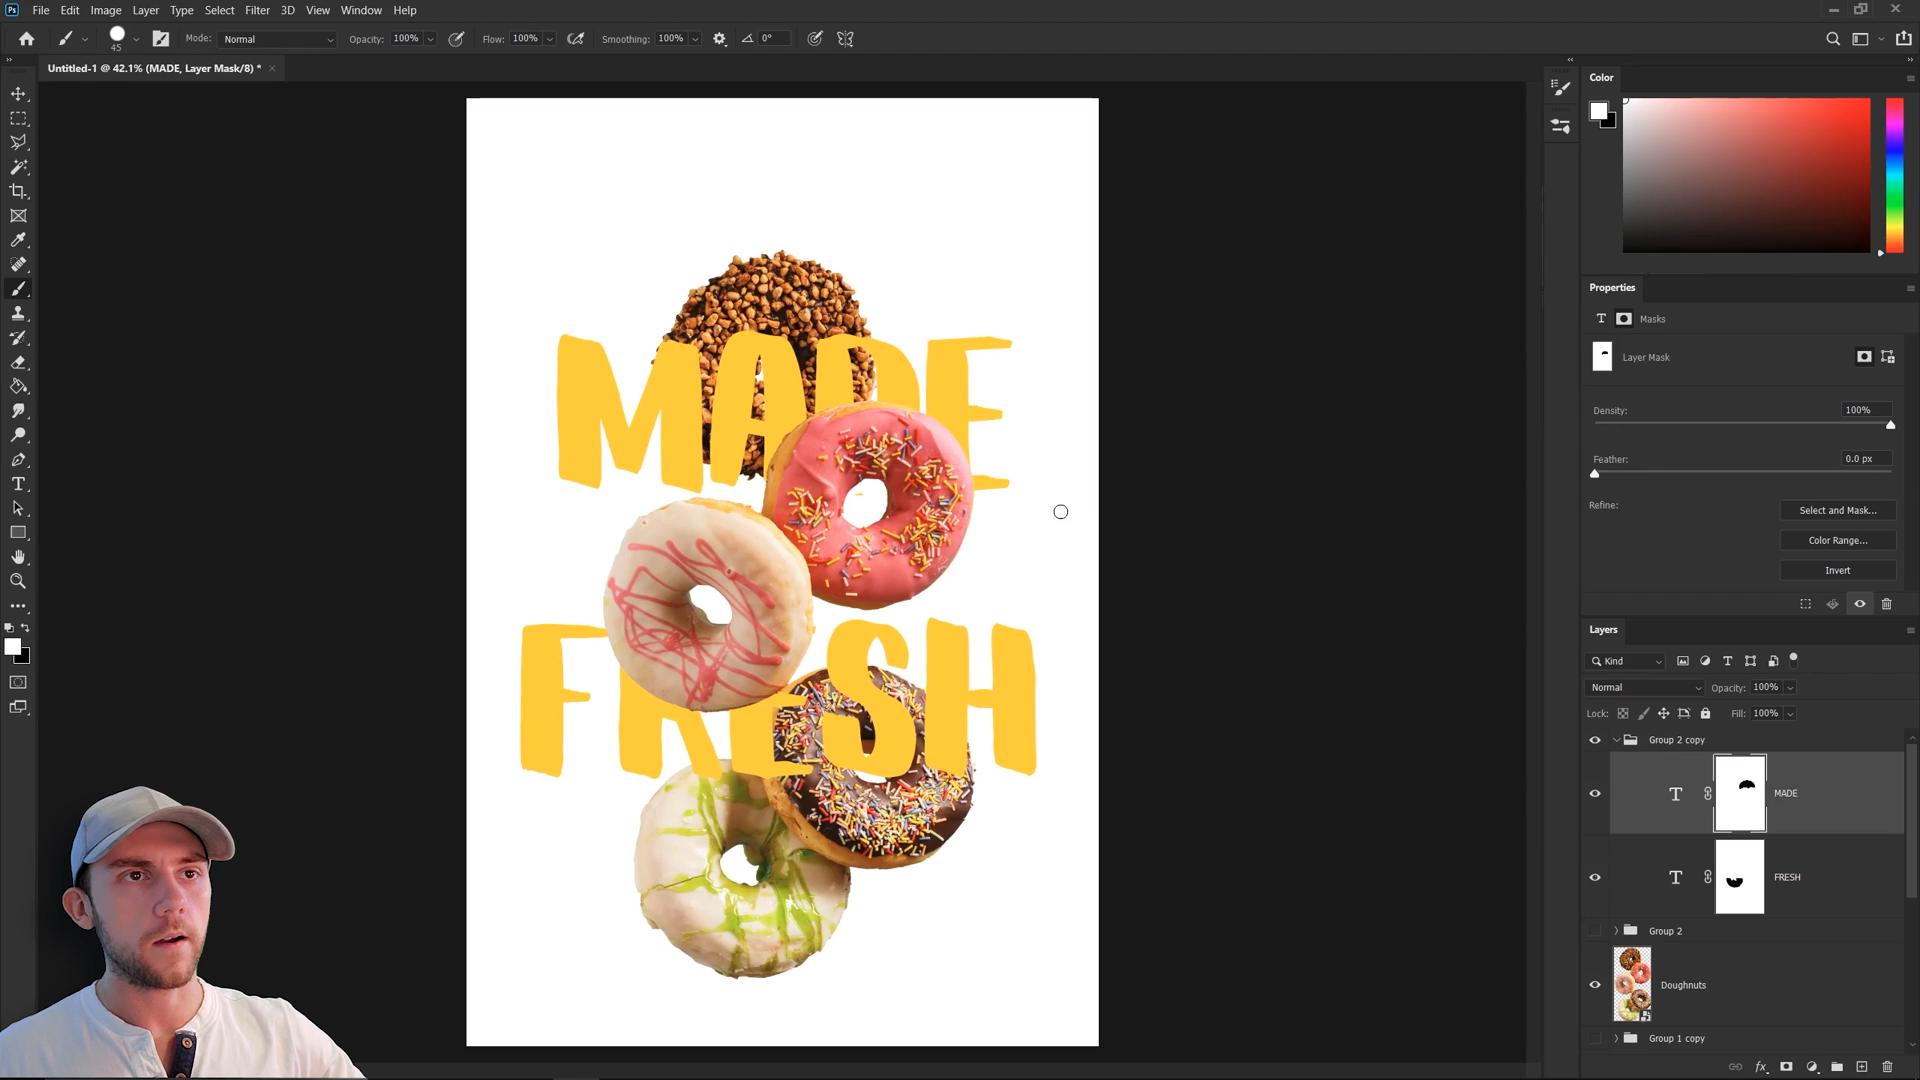 Ps File Edit Image Layer Type Select Filter 3D View Window Help
45 Mode: Normal Opacity: 100% Flow: 100% Smoothing: 100% 0°
Untitled-1 @ 42.1% (MADE, Layer Mask/8) *
MADE
FRESH
Color
Properties
T Masks
Layer Mask
Density: 100%
Feather: 0.0 px
Refine: Select and Mask...
Color Range...
Invert
Layers
Kind
Normal Opacity: 100%
Lock: Fill: 100%
Group 2 copy
T MADE
T FRESH
Group 2
Doughnuts
Group 1 copy
fx